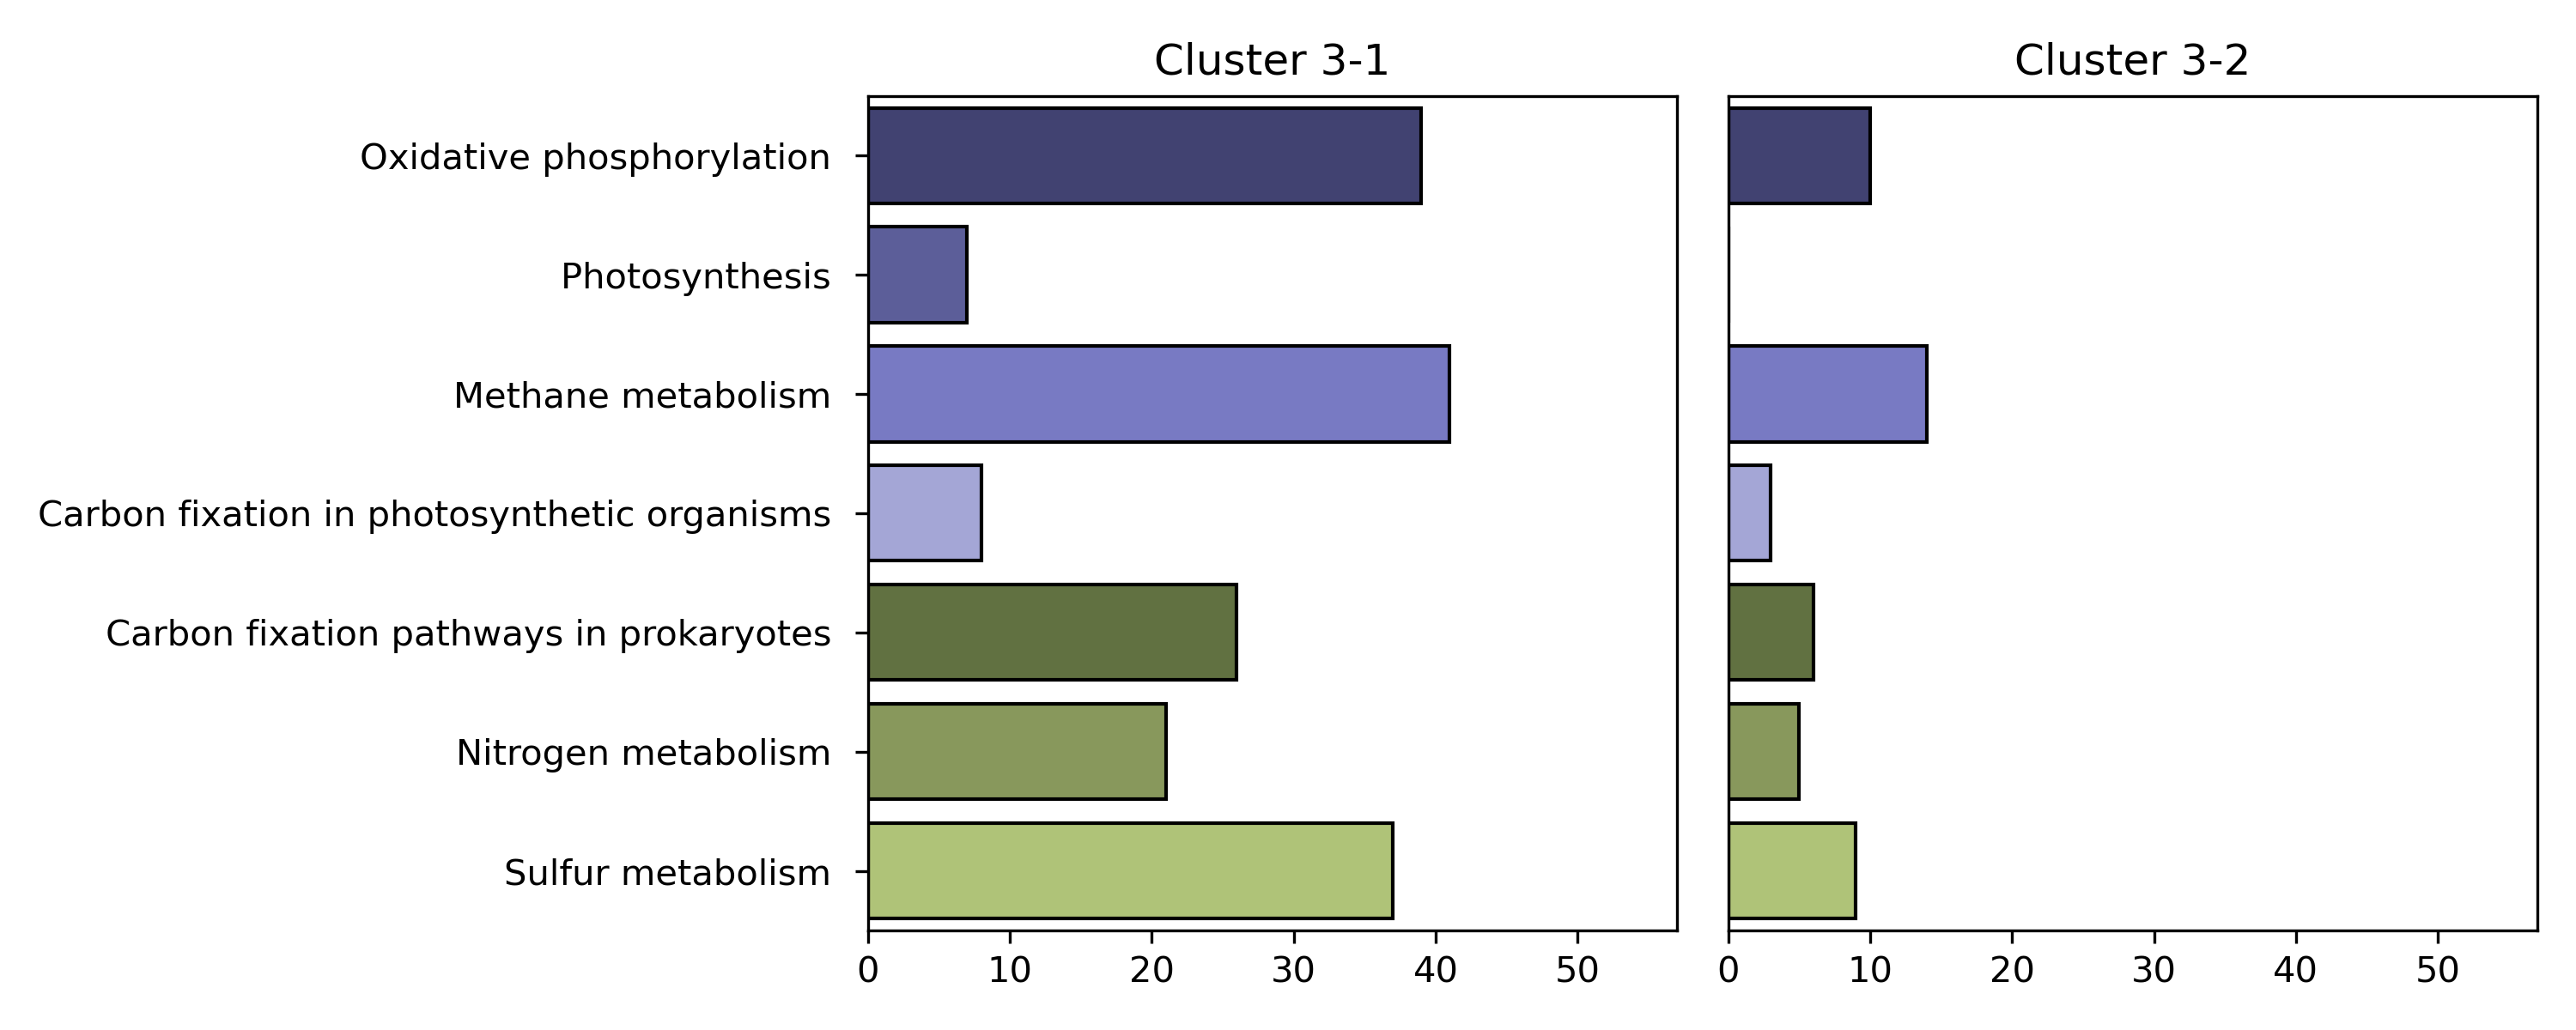 Cluster 3-1
Cluster 3-2
Oxidative phosphorylation
Photosynthesis
Methane metabolism
Carbon fixation in photosynthetic organisms
Carbon fixation pathways in prokaryotes
Nitrogen metabolism
Sulfur metabolism
0 10 20 30 40 50
0 10 20 30 40 50